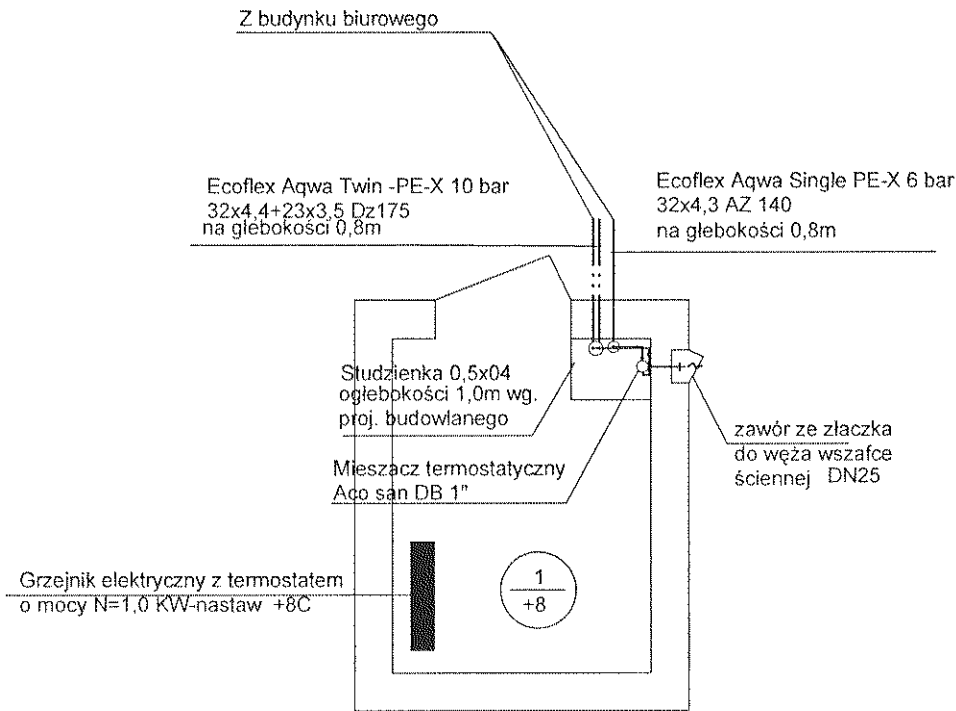 Z budynku biurowego
Ecoflex Aqwa Twin -PE-X 10 bar
32x4,4+23x3,5 Dz175
na głebokości 0,8m
Ecoflex Aqwa Single PE-X 6 bar
32x4,3 AZ 140
na głebokości 0,8m
Studzienka 0,5x04
ogłebokości 1,0m wg.
proj. budowlanego
zawór ze złaczka
do węża wszafce
ściennej DN25
Mieszacz termostatyczny
Aco san DB 1"
Grzejnik elektryczny z termostatem
o mocy N=1,0 KW-nastaw +8C
1
+8